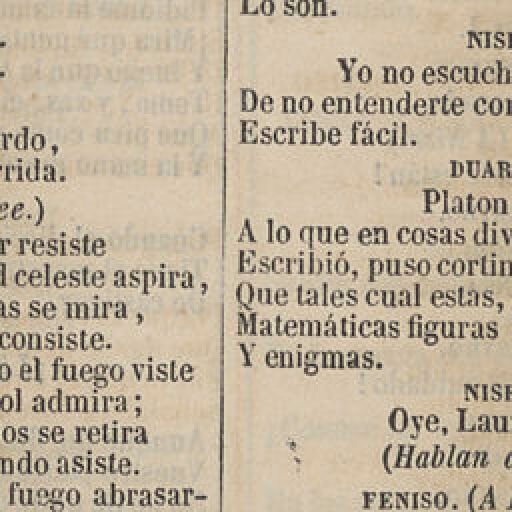 rdo,
rida.
ee.)
r resiste
celeste aspira,
as se mira,
consiste.
o el fuego viste
ol admira;
os se retira
ndo asiste.
fuego abrasar-
Lo son.
NISE
Yo no escuch
De no entenderte con
Escribe fácil.
DUAR
Platon
A lo que en cosas div
Escribió, puso cortin
Que tales cual estas,
Matemáticas figuras
Y enigmas.
NISE
Oye, Lau
(Hablan
FENISO. (A